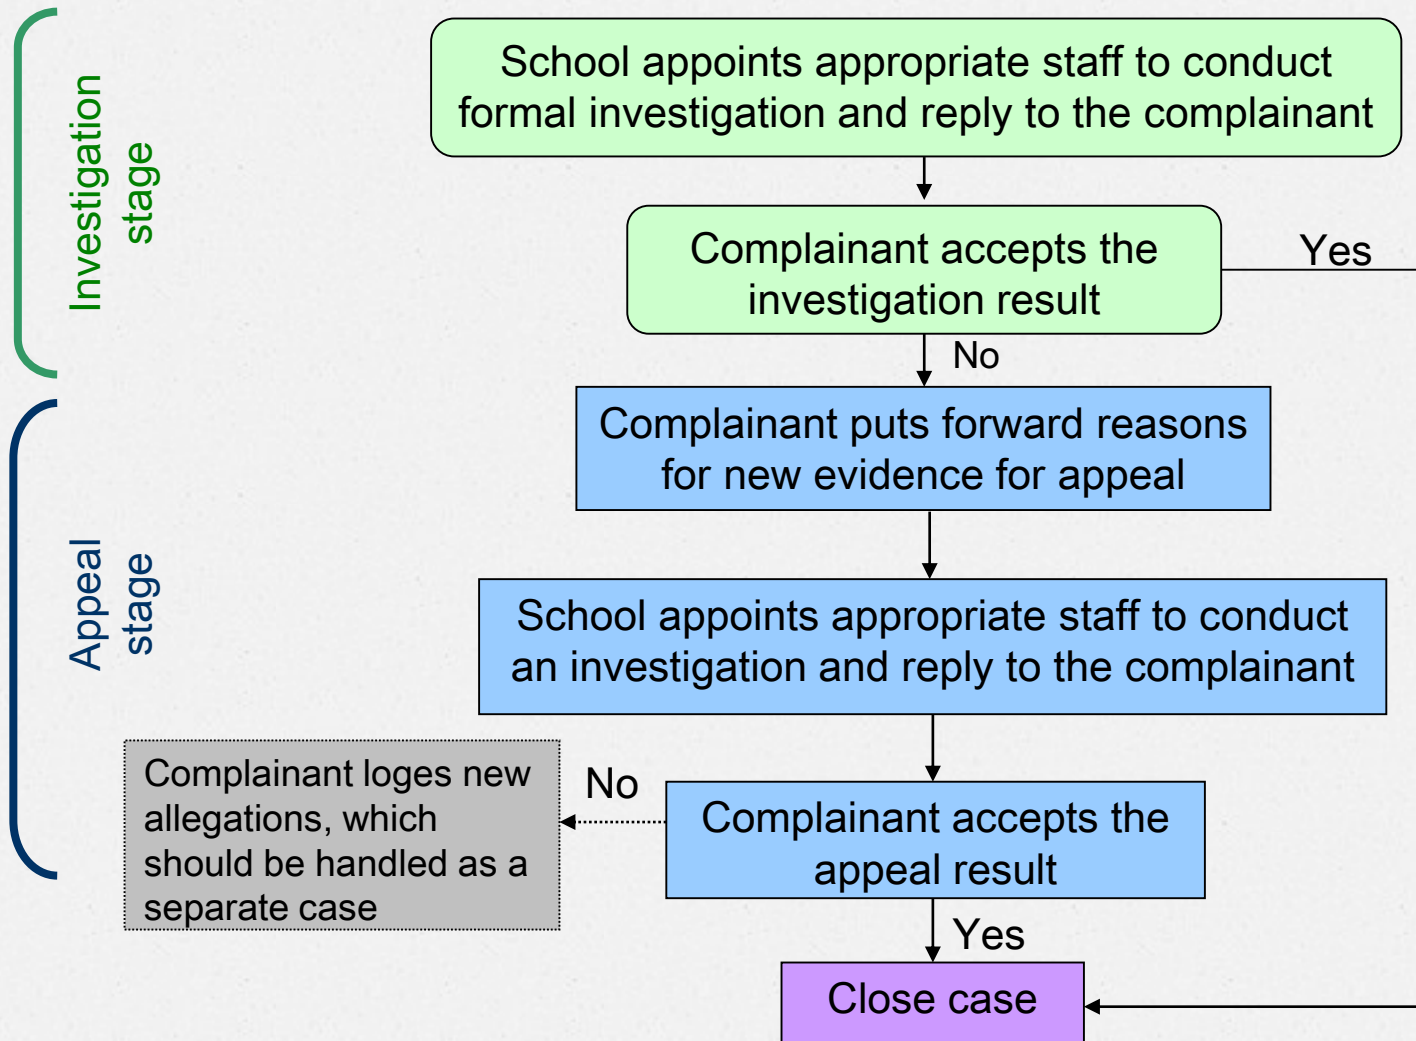 Investigation
stage
School appoints appropriate staff to conduct
formal investigation and reply to the complainant
Complainant accepts the
investigation result
Yes
No
Appeal
stage
Complainant puts forward reasons
for new evidence for appeal
School appoints appropriate staff to conduct
an investigation and reply to the complainant
Complainant loges new
allegations, which
should be handled as a
separate case
No
Complainant accepts the
appeal result
Yes
Close case